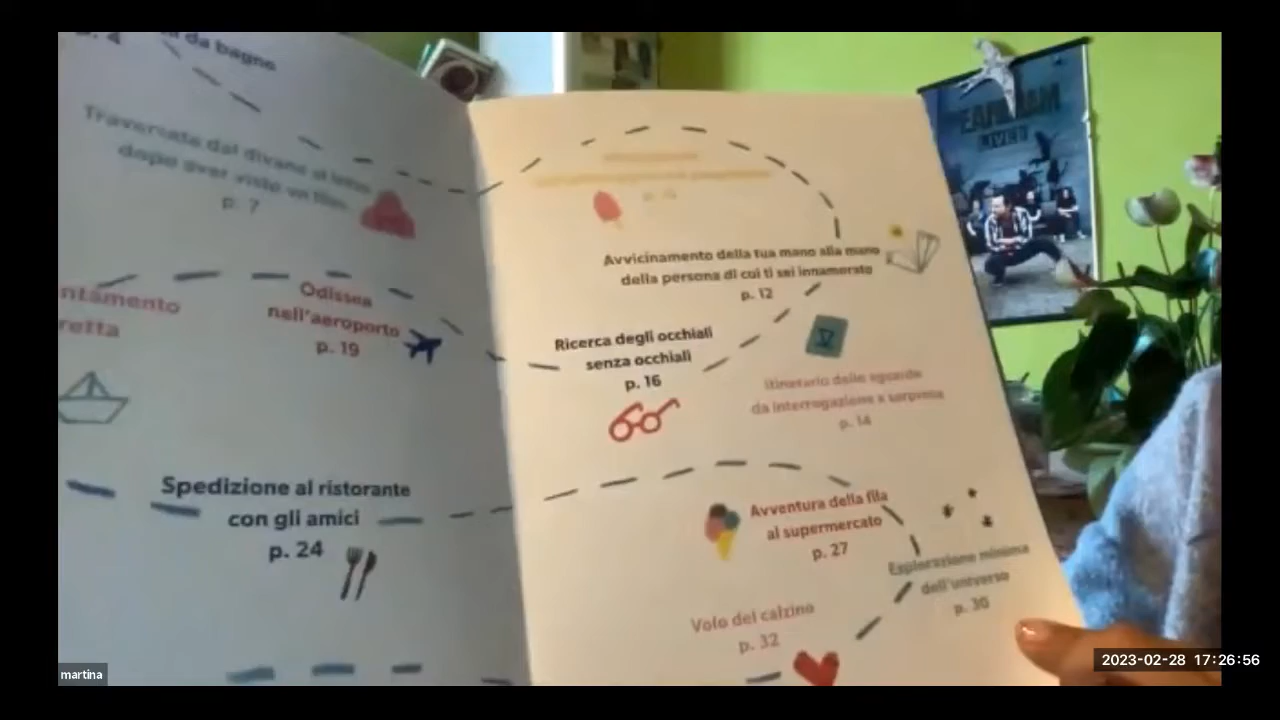 p. 4
da bagno
Traversata dal divano al letto
dopo aver visto un film
p. 7
ntamento
retta
Odissea
nell'aeroporto
p. 19
Spedizione al ristorante
con gli amici
p. 24
Avvicinamento della tua mano alla mano
della persona di cui ti sei innamorato
p. 12
Ricerca degli occhiali
senza occhiali
p. 16
Itinerario dello sguardo
da interrogazione a sorpresa
p. 14
Avventura della fila
al supermercato
p. 27
Esplorazione minima
dell'universo
p. 30
Volo del calzino
p. 32
martina
2023-02-28 17:26:56